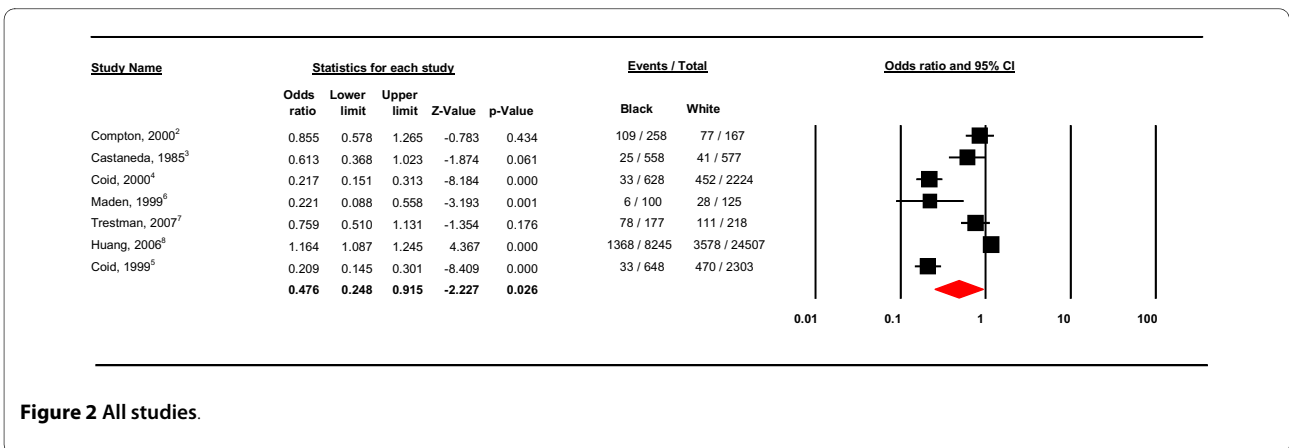 Study Name Statistics for each study Events / Total Odds ratio and 95% CI
Odds ratio Lower limit Upper limit Z-Value p-Value Black White
Compton, 2000² 0.855 0.578 1.265 -0.783 0.434 109 / 258 77 / 167
Castaneda, 1985³ 0.613 0.368 1.023 -1.874 0.061 25 / 558 41 / 577
Coid, 2000⁴ 0.217 0.151 0.313 -8.184 0.000 33 / 628 452 / 2224
Maden, 1999⁶ 0.221 0.088 0.558 -3.193 0.001 6 / 100 28 / 125
Trestman, 2007⁷ 0.759 0.510 1.131 -1.354 0.176 78 / 177 111 / 218
Huang, 2006⁸ 1.164 1.087 1.245 4.367 0.000 1368 / 8245 3578 / 24507
Coid, 1999⁵ 0.209 0.145 0.301 -8.409 0.000 33 / 648 470 / 2303
0.476 0.248 0.915 -2.227 0.026
0.01 0.1 1 10 100
Figure 2 All studies.